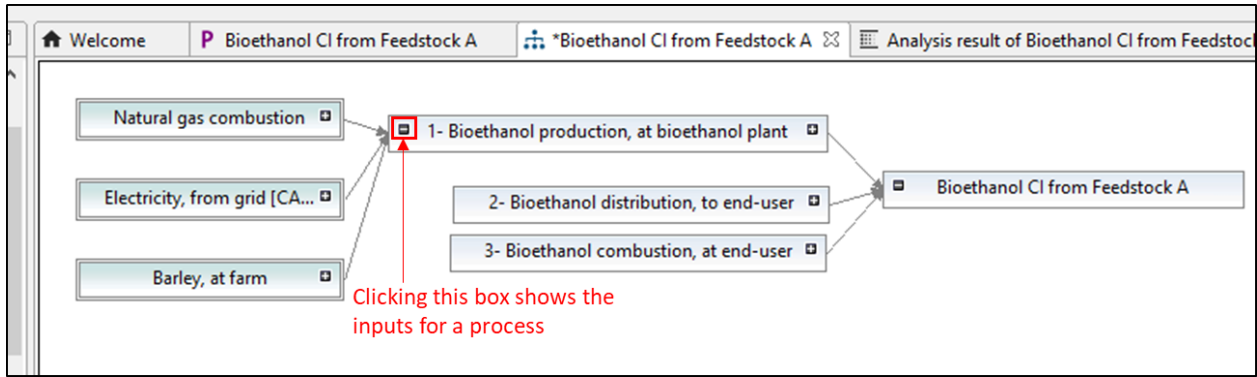 Welcome
P Bioethanol CI from Feedstock A
*Bioethanol CI from Feedstock A
Analysis result of Bioethanol CI from Feedstoc
Natural gas combustion
1- Bioethanol production, at bioethanol plant
Electricity, from grid [CA...
2- Bioethanol distribution, to end-user
Bioethanol CI from Feedstock A
3- Bioethanol combustion, at end-user
Barley, at farm
Clicking this box shows the
inputs for a process